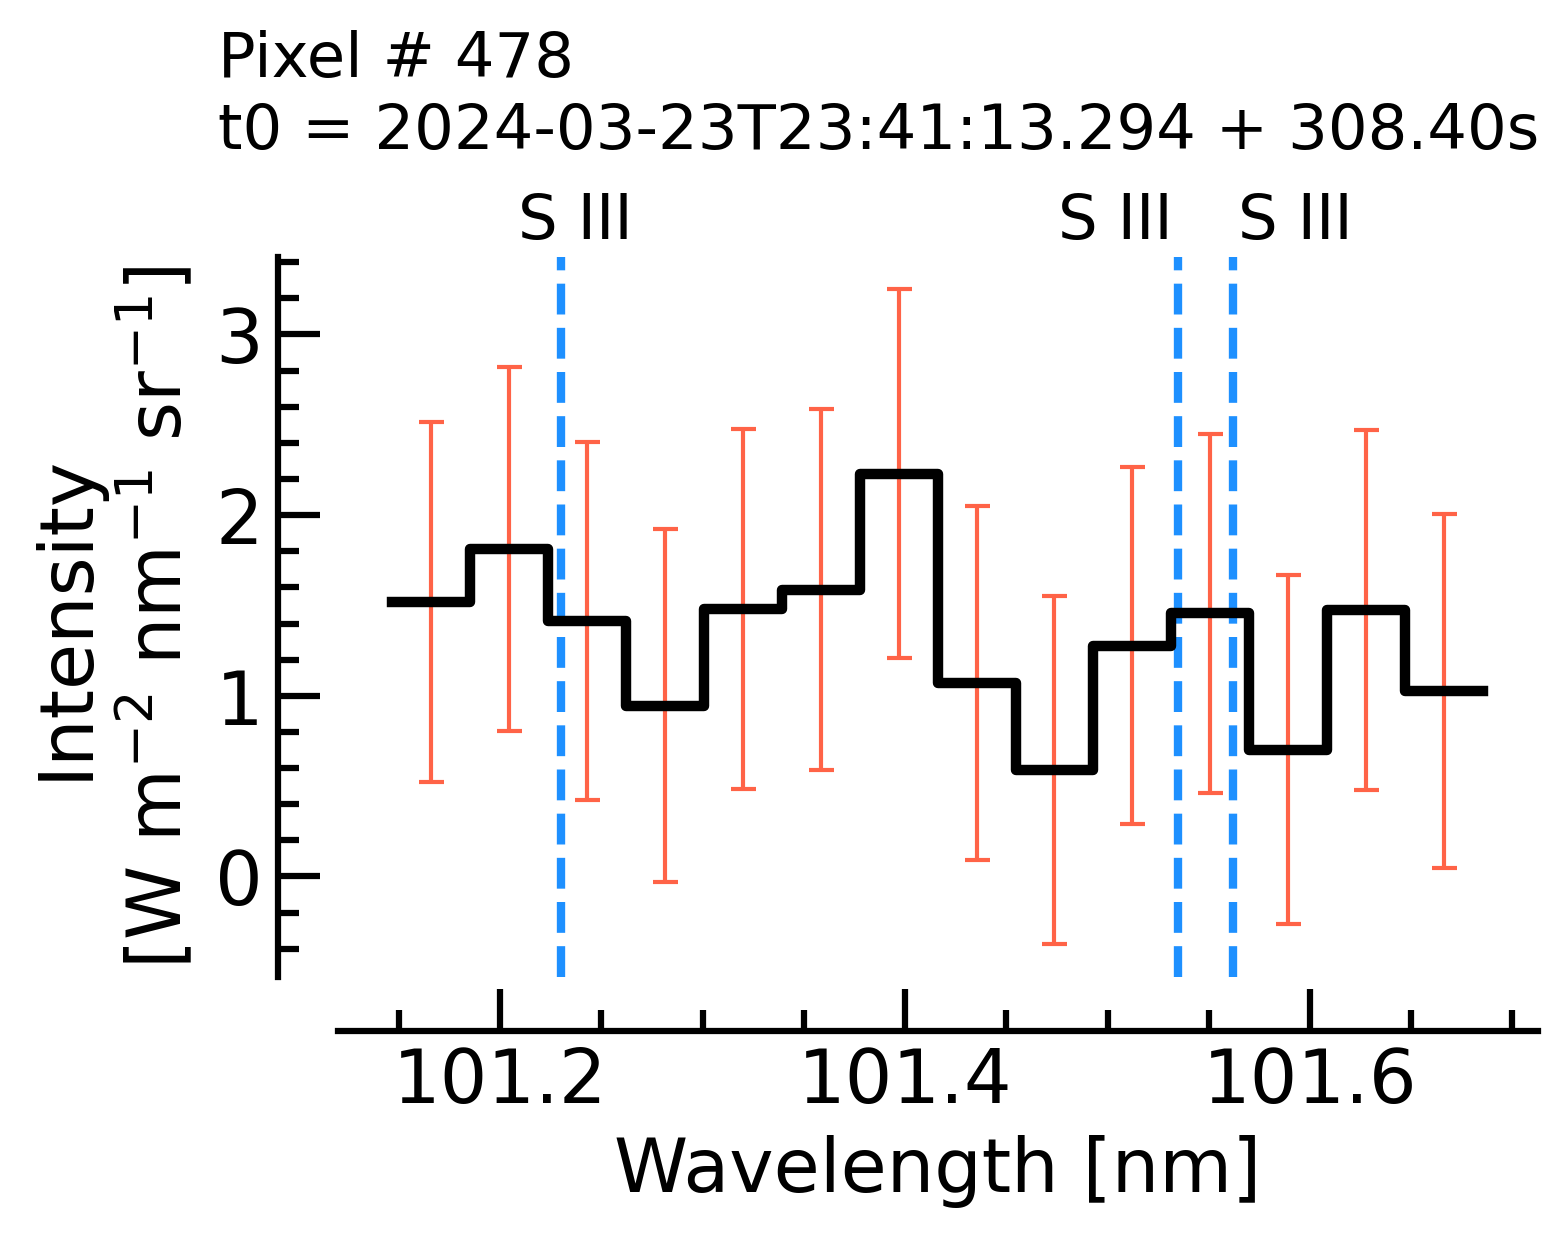 Pixel # 478
t0 = 2024-03-23T23:41:13.294 + 308.40s
S III S III S III
Intensity
[W m⁻² nm⁻¹ sr⁻¹]
3
2
1
0
101.2 101.4 101.6
Wavelength [nm]